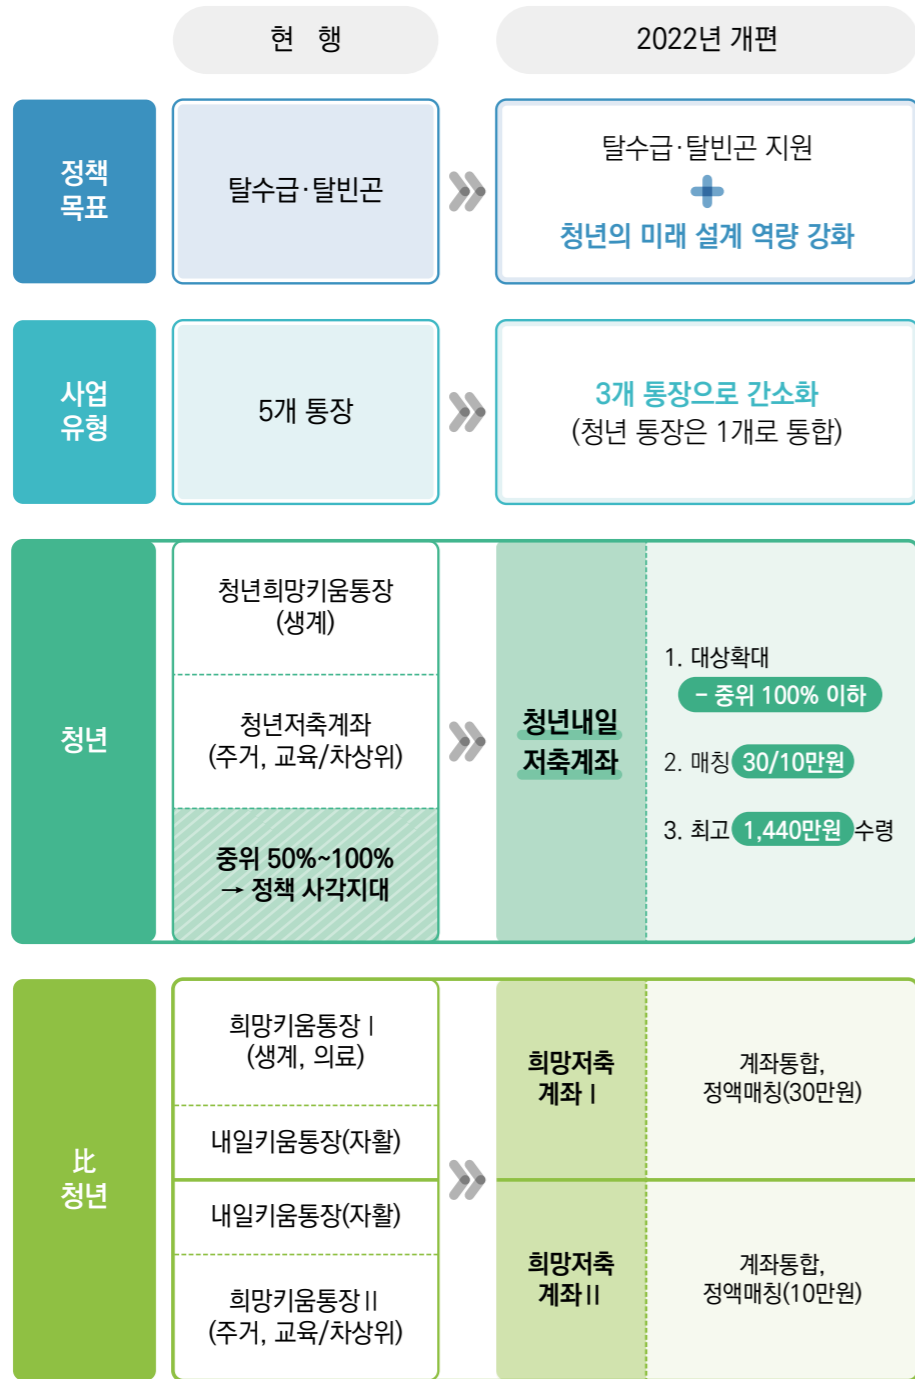 현 행
2022년 개편
정책
목표
탈수급·탈빈곤
탈수급·탈빈곤 지원
청년의 미래 설계 역량 강화
사업
유형
5개 통장
3개 통장으로 간소화
(청년 통장은 1개로 통합)
청년
청년희망키움통장
(생계)
청년저축계좌
(주거, 교육/차상위)
중위 50%~100%
→ 정책 사각지대
청년내일
저축계좌
1. 대상확대
- 중위 100% 이하
2. 매칭 30/10만원
3. 최고 1,440만원 수령
比
청년
희망키움통장 Ⅰ
(생계, 의료)
내일키움통장(자활)
내일키움통장(자활)
희망키움통장Ⅱ
(주거, 교육/차상위)
희망저축
계좌 Ⅰ
계좌통합,
정액매칭(30만원)
희망저축
계좌Ⅱ
계좌통합,
정액매칭(10만원)